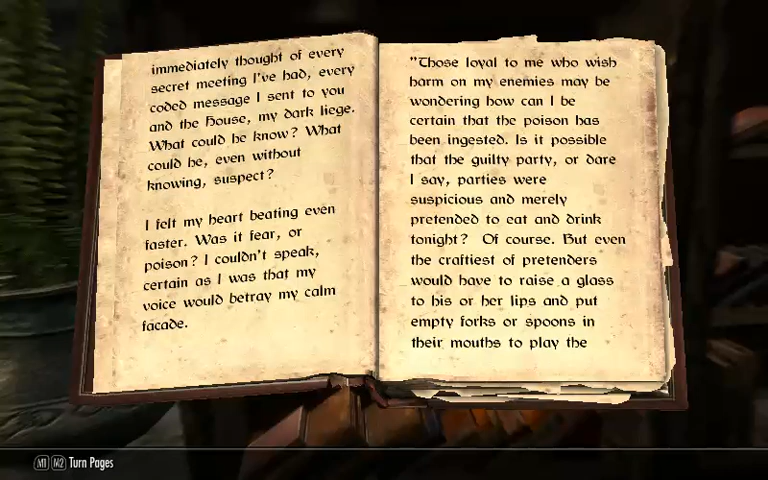 immediately thought of every
secret meeting I've had, every
coded message I sent to you
and the House, my dark liege.
What could he know? What
could he, even without
knowing, suspect?
I felt my heart beating even
faster. Was it fear, or
poison? I couldn't speak,
certain as I was that my
voice would betray my calm
facade.
"Those loyal to me who wish
harm on my enemies may be
wondering how can I be
certain that the poison has
been ingested. Is it possible
that the guilty party, or dare
I say, parties were
suspicious and merely
pretended to eat and drink
tonight? Of course. But even
the craftiest of pretenders
would have to raise a glass
to his or her lips and put
empty forks or spoons in
their mouths to play the
M1 M2 Turn Pages